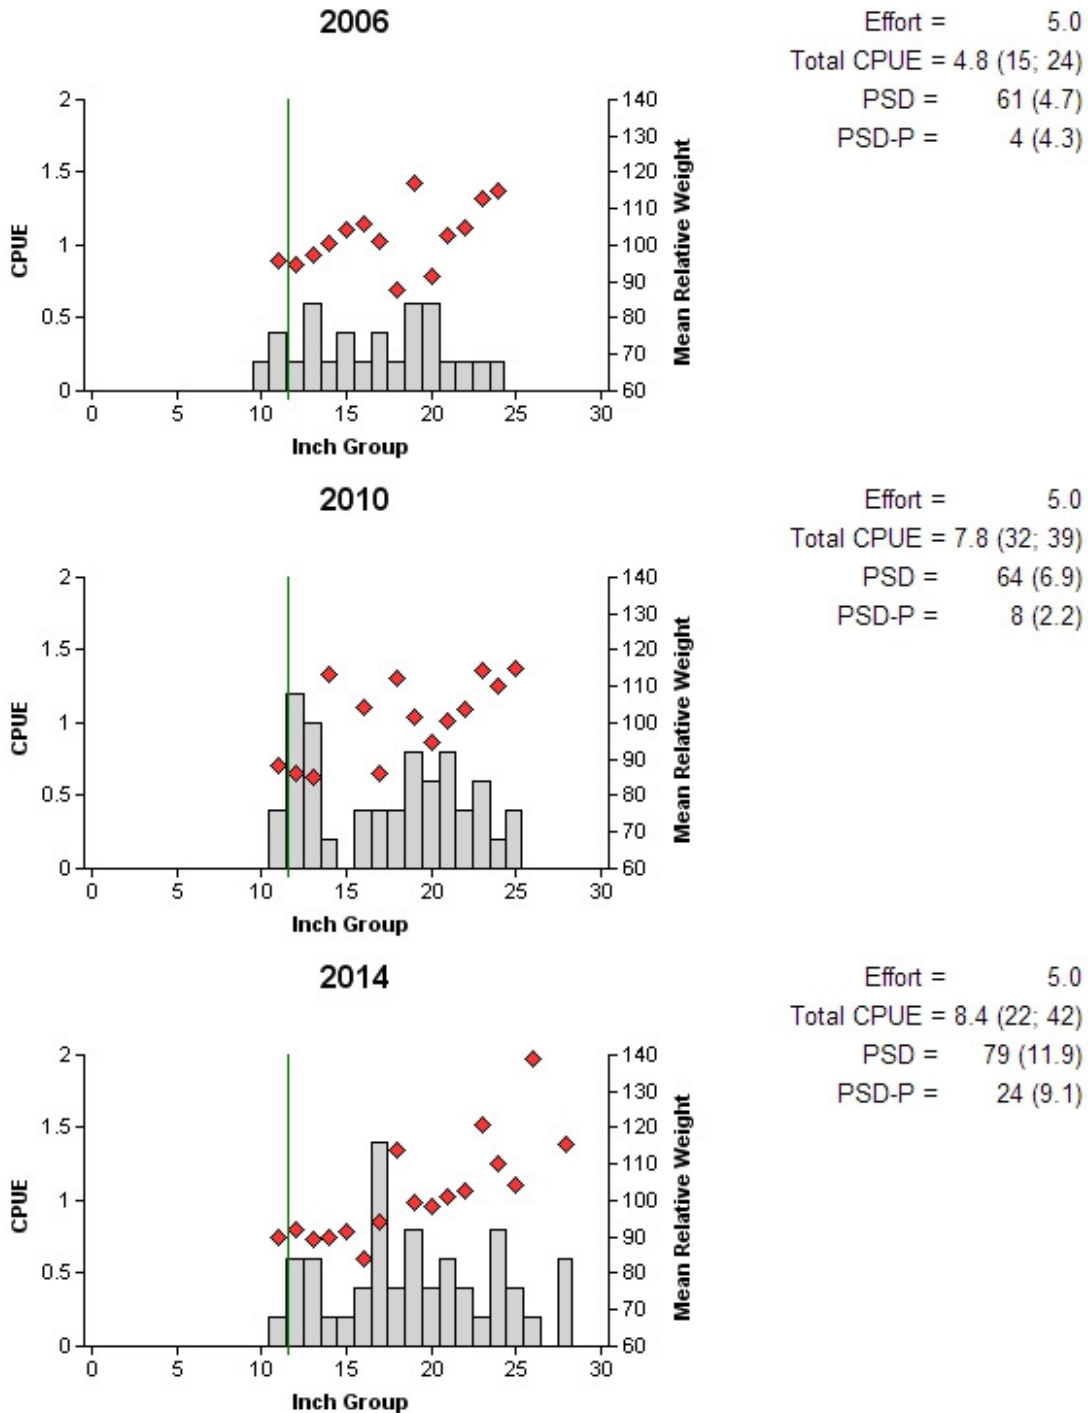 2006
Effort = 5.0
Total CPUE = 4.8 (15; 24)
PSD = 61 (4.7)
PSD-P = 4 (4.3)
2
1.5
1
0.5
0
CPUE
140
130
120
110
100
90
80
70
60
Mean Relative Weight
0 5 10 15 20 25 30
Inch Group
2010
Effort = 5.0
Total CPUE = 7.8 (32; 39)
PSD = 64 (6.9)
PSD-P = 8 (2.2)
2
1.5
1
0.5
0
CPUE
140
130
120
110
100
90
80
70
60
Mean Relative Weight
0 5 10 15 20 25 30
Inch Group
2014
Effort = 5.0
Total CPUE = 8.4 (22; 42)
PSD = 79 (11.9)
PSD-P = 24 (9.1)
2
1.5
1
0.5
0
CPUE
140
130
120
110
100
90
80
70
60
Mean Relative Weight
0 5 10 15 20 25 30
Inch Group